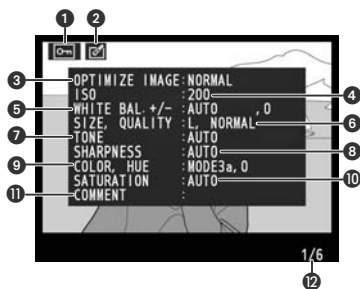 1 2
3 OPTIMIZE IMAGE:NORMAL
ISO :200 4
5 WHITE BAL.+/- :AUTO ,0
SIZE, QUALITY :L, NORMAL 6
7 TONE :AUTO
SHARPNESS :AUTO 8
9 COLOR, HUE :MODE3a,0
SATURATION :AUTO 10
11 COMMENT :
1/6
12